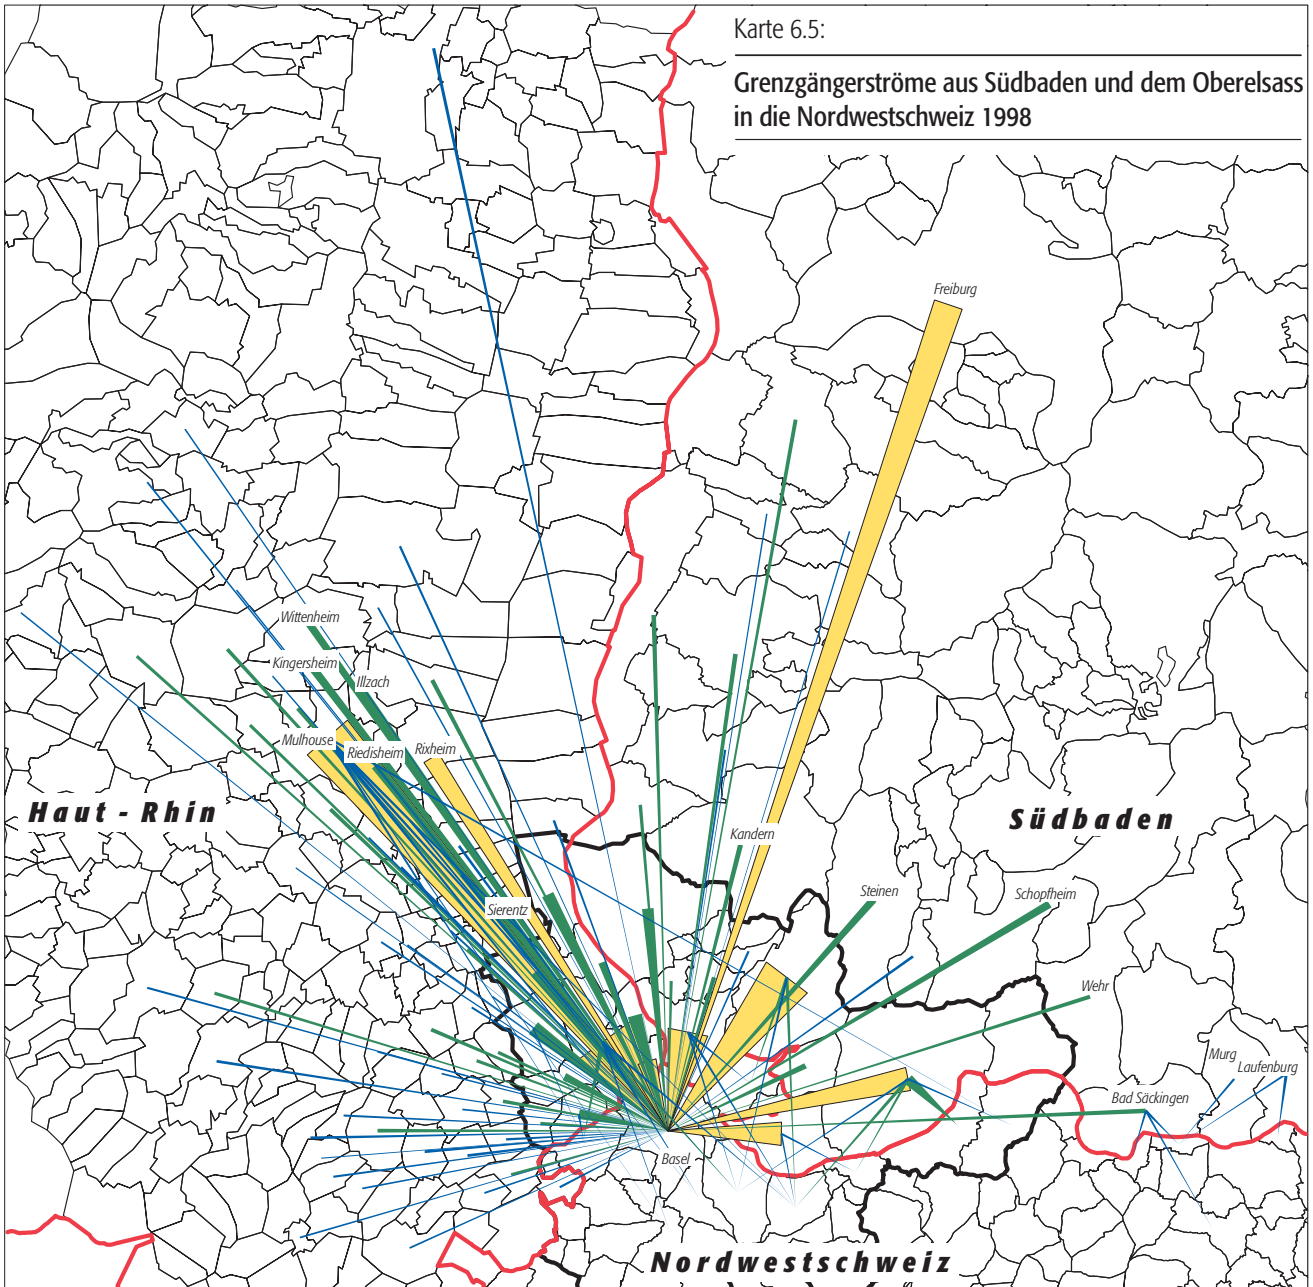 Karte 6.5:
Grenzgängerströme aus Südbaden und dem Oberelsass
in die Nordwestschweiz 1998
Freiburg
Wittenheim
Kingersheim
Illzach
Mulhouse
Riedisheim
Rixheim
Haut - Rhin
Südbaden
Kandern
Steinen
Schopfheim
Sierentz
Wehr
Murg
Laufenburg
Bad Säckingen
Basel
Nordwestschweiz